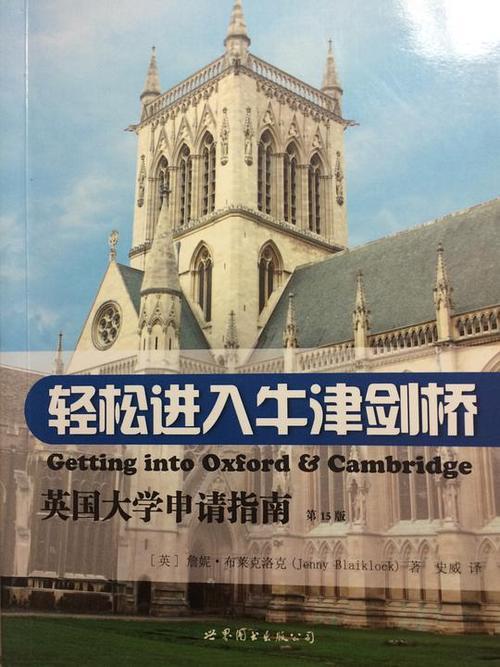 轻松进入牛津剑桥
Getting into Oxford & Cambridge
英国大学申请指南 第15版
[英] 詹妮·布莱克洛克 (Jenny Blaiklock) 著 史威 译
世界图书出版公司